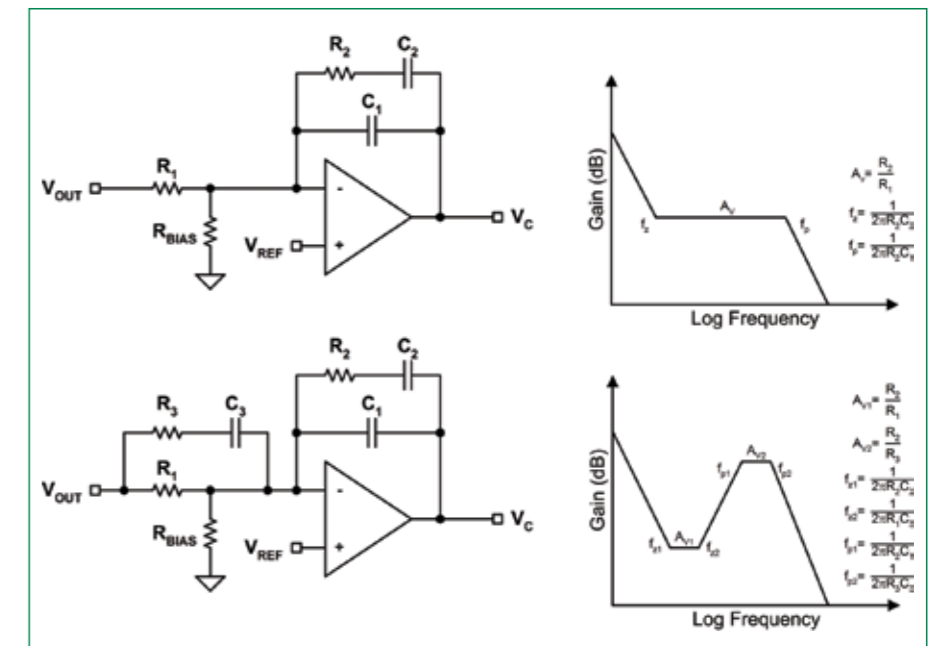 R2
C2
C1
R1
VOUT
RBIAS
VREF
-
+
VC
Gain (dB)
Log Frequency
fz
AV
fp
AV= R2/R1
fz= 1/2πR2C2
fp= 1/2πR2C1
R2
C2
C1
R3
C3
R1
VOUT
RBIAS
VREF
-
+
VC
Gain (dB)
Log Frequency
fz1
AV1
fz2
fp1
AV2
fp2
AV1= R2/R1
AV2= R2/R3
fz1= 1/2πR2C2
fz2= 1/2πR1C3
fp1= 1/2πR2C1
fp2= 1/2πR3C3